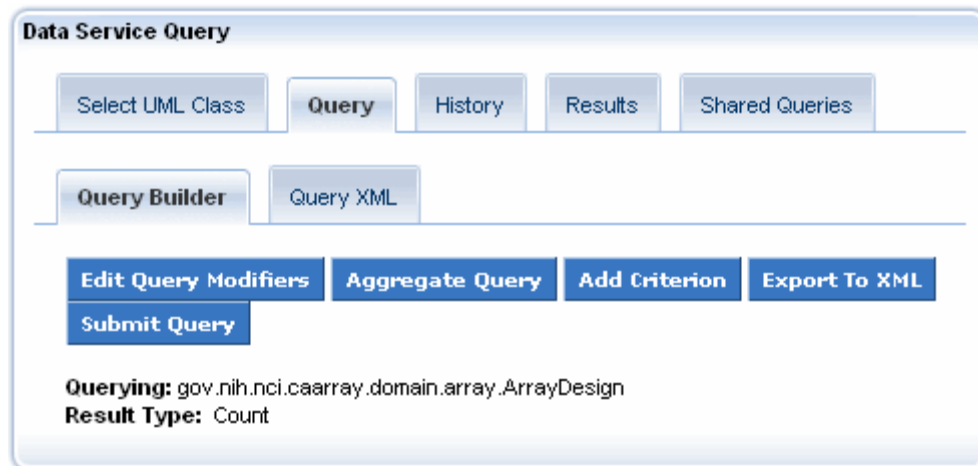 Data Service Query
Select UML Class Query History Results Shared Queries
Query Builder Query XML
Edit Query Modifiers Aggregate Query Add Criterion Export To XML
Submit Query
Querying: gov.nih.nci.caarray.domain.array.ArrayDesign
Result Type: Count